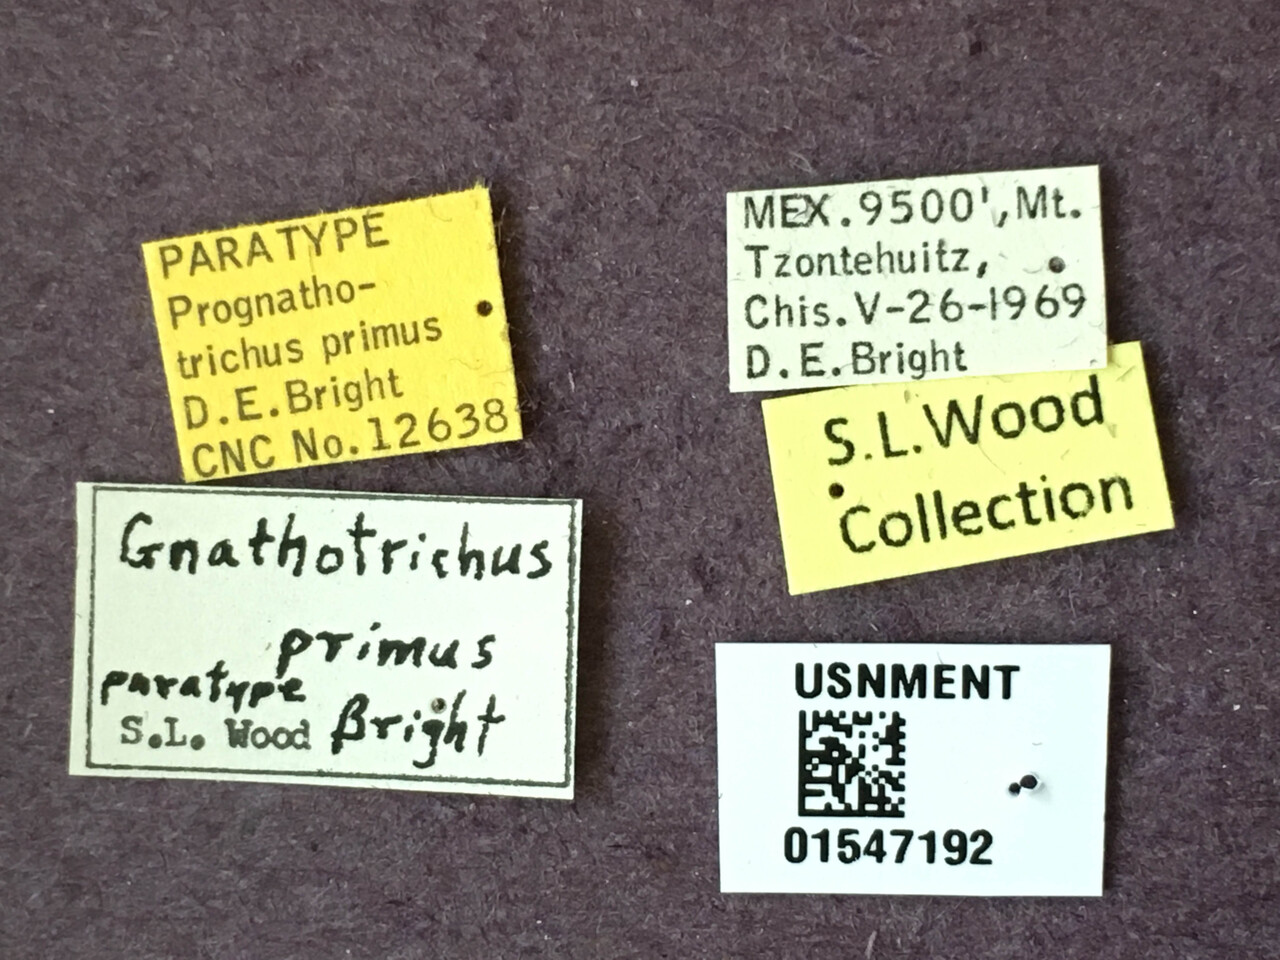 PARATYPE
Prognatho-
trichus primus
D.E.Bright
CNC No.12638
Gnathotrichus
primus
paratype
S.L. Wood Bright
MEX.9500',Mt.
Tzontehuitz,
Chis.V-26-1969
D.E.Bright
S.L.Wood
Collection
USNMENT
01547192